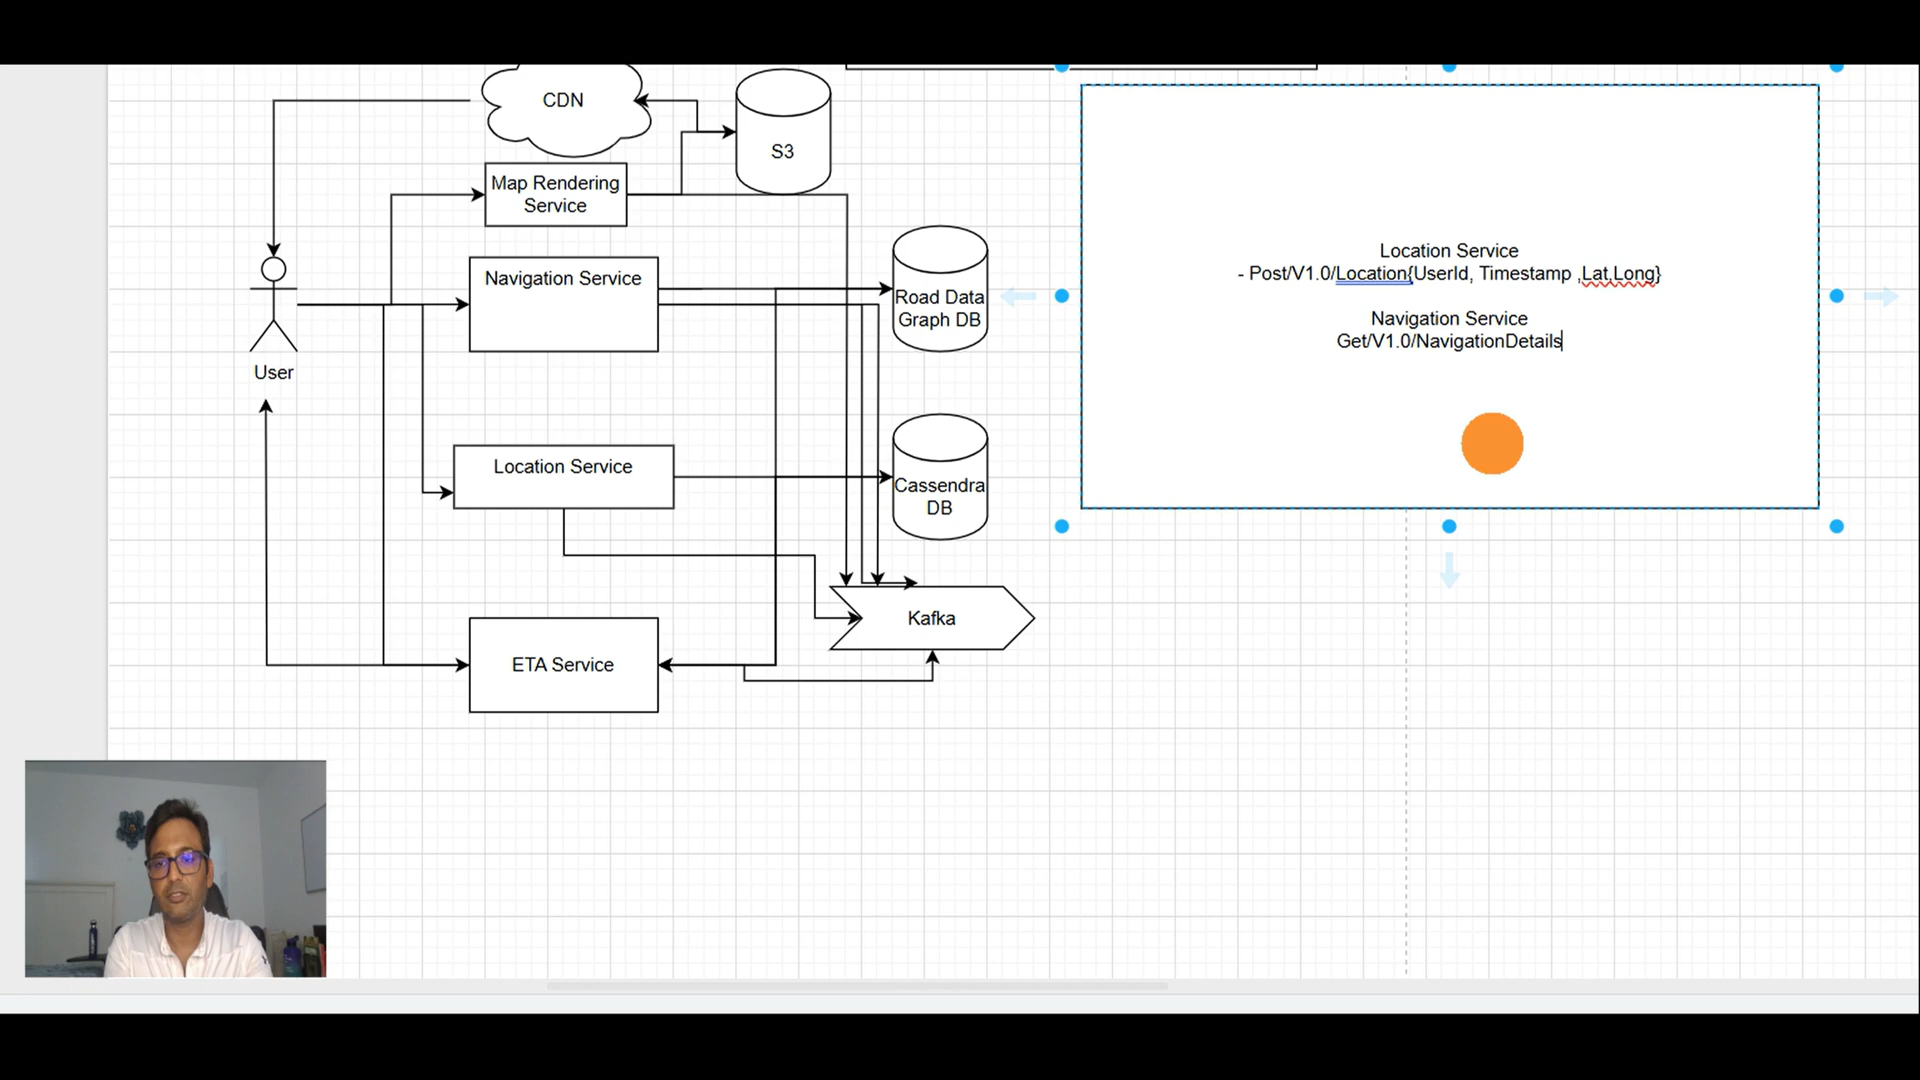 CDN
S3
Map Rendering
Service
Navigation Service
Road Data
Graph DB
User
Location Service
Cassendra
DB
Kafka
ETA Service
Location Service
- Post/V1.0/Location{UserId, Timestamp ,Lat,Long}
Navigation Service
Get/V1.0/NavigationDetails